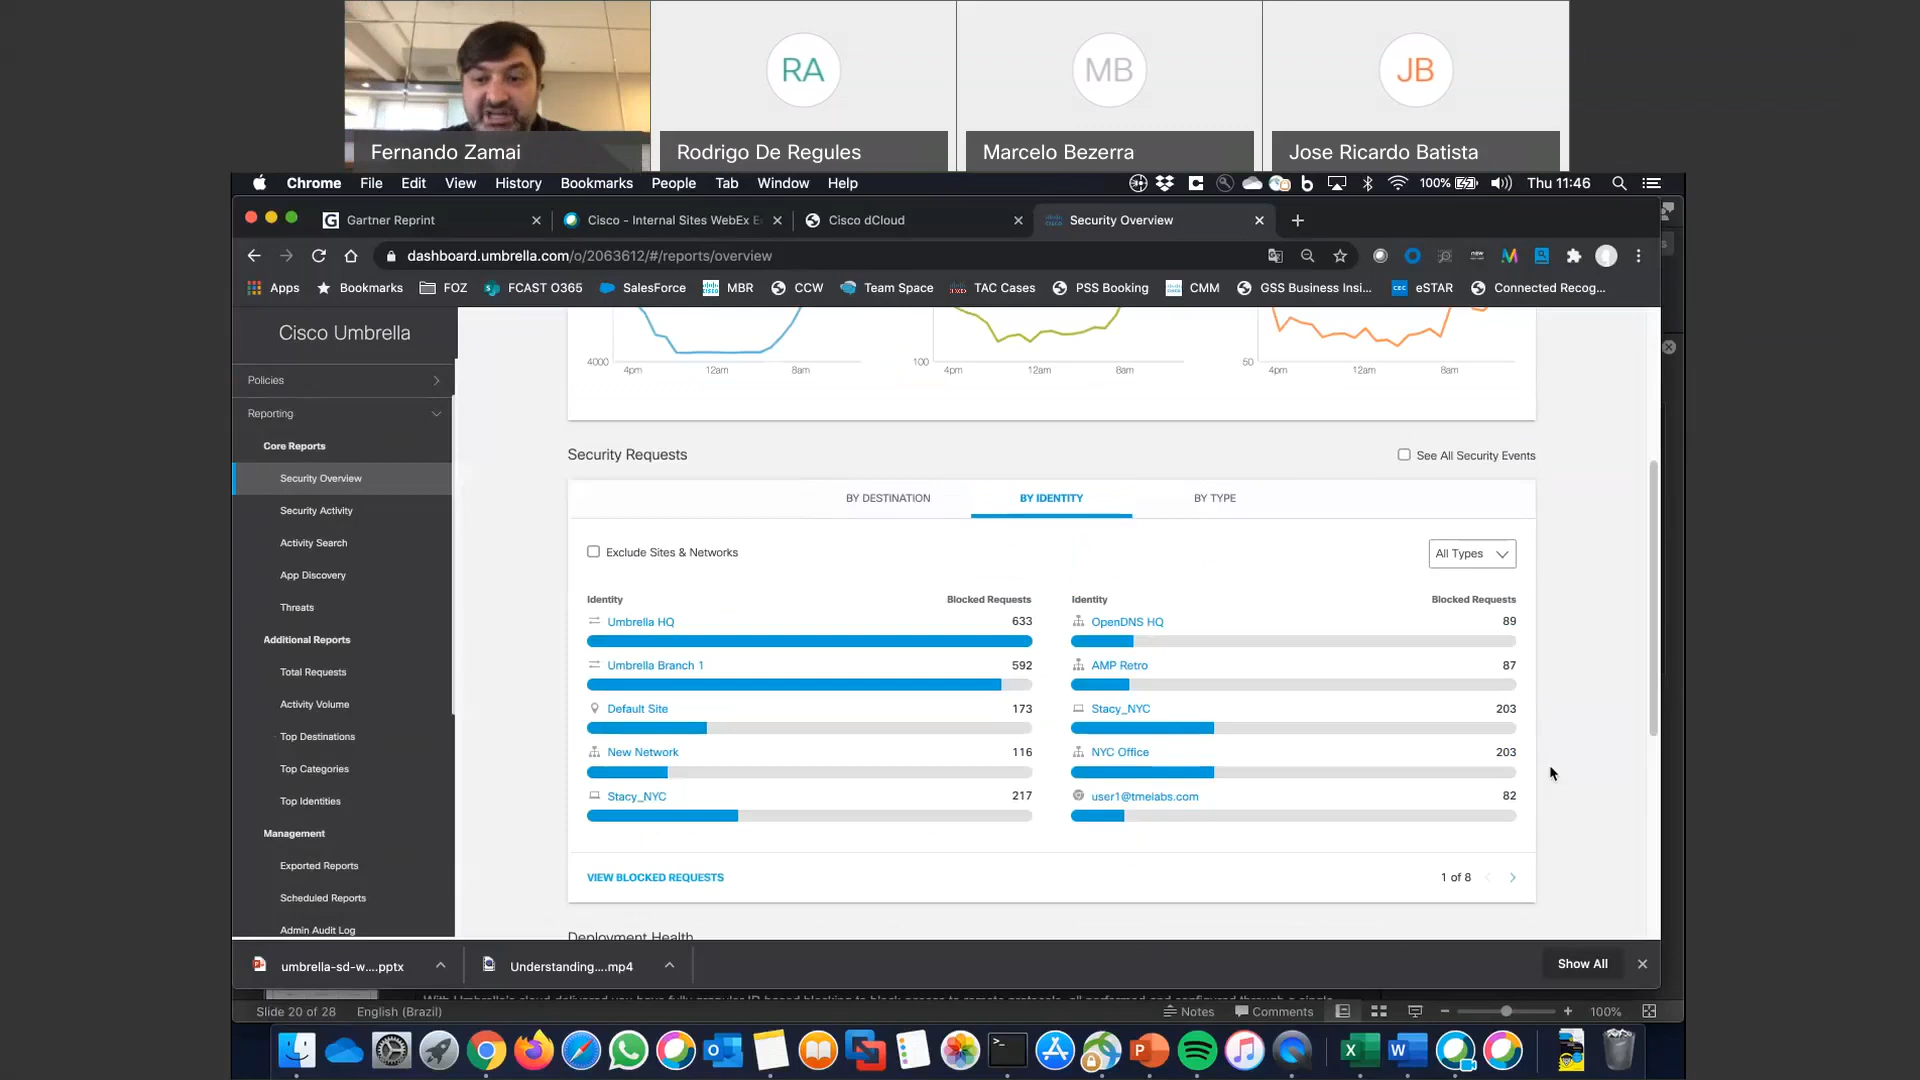 RA
MB
JB
Fernando Zamai
Rodrigo De Regules
Marcelo Bezerra
Jose Ricardo Batista
Chrome File Edit View History Bookmarks People Tab Window Help
100% Thu 11:46
Gartner Reprint
Cisco - Internal Sites WebEx E
Cisco dCloud
Security Overview
dashboard.umbrella.com/o/2063612/#/reports/overview
Apps Bookmarks FOZ FCAST O365 SalesForce MBR CCW Team Space TAC Cases PSS Booking CMM GSS Business Insi... eSTAR Connected Recog...
Cisco Umbrella
Policies
Reporting
Core Reports
Security Overview
Security Activity
Activity Search
App Discovery
Threats
Additional Reports
Total Requests
Activity Volume
Top Destinations
Top Categories
Top Identities
Management
Exported Reports
Scheduled Reports
Admin Audit Log
4000 100 50
4pm 12am 8am 4pm 12am 8am 4pm 12am 8am
Security Requests
See All Security Events
BY DESTINATION BY IDENTITY BY TYPE
Exclude Sites & Networks
All Types
Identity Blocked Requests Identity Blocked Requests
Umbrella HQ 633 OpenDNS HQ 89
Umbrella Branch 1 592 AMP Retro 87
Default Site 173 Stacy_NYC 203
New Network 116 NYC Office 203
Stacy_NYC 217 user1@tmelabs.com 82
VIEW BLOCKED REQUESTS
1 of 8
Deployment Health
umbrella-sd-w....pptx
Understanding....mp4
Show All
Slide 20 of 28 English (Brazil)
Notes Comments 100%